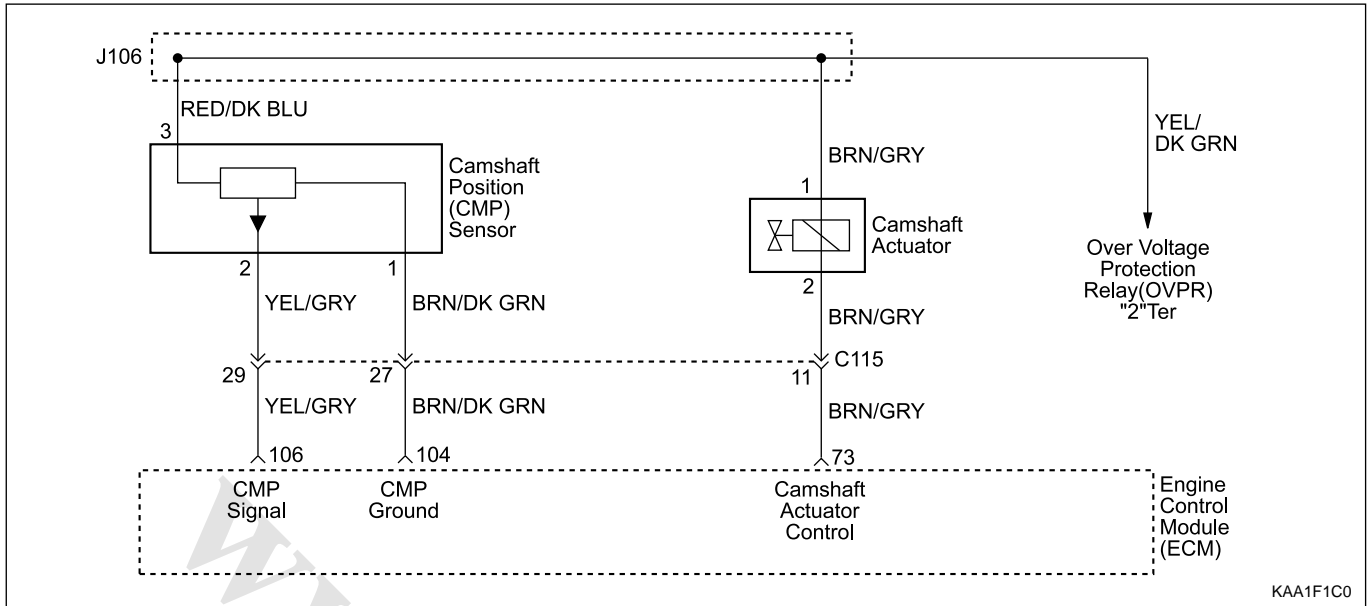 J106
RED/DK BLU
3
Camshaft
Position
(CMP)
Sensor
2
1
YEL/GRY
BRN/DK GRN
BRN/GRY
1
Camshaft
Actuator
2
BRN/GRY
YEL/
DK GRN
Over Voltage
Protection
Relay(OVPR)
"2"Ter
29
27
11
C115
YEL/GRY
BRN/DK GRN
BRN/GRY
106
104
73
CMP
Signal
CMP
Ground
Camshaft
Actuator
Control
Engine
Control
Module
(ECM)
KAA1F1C0